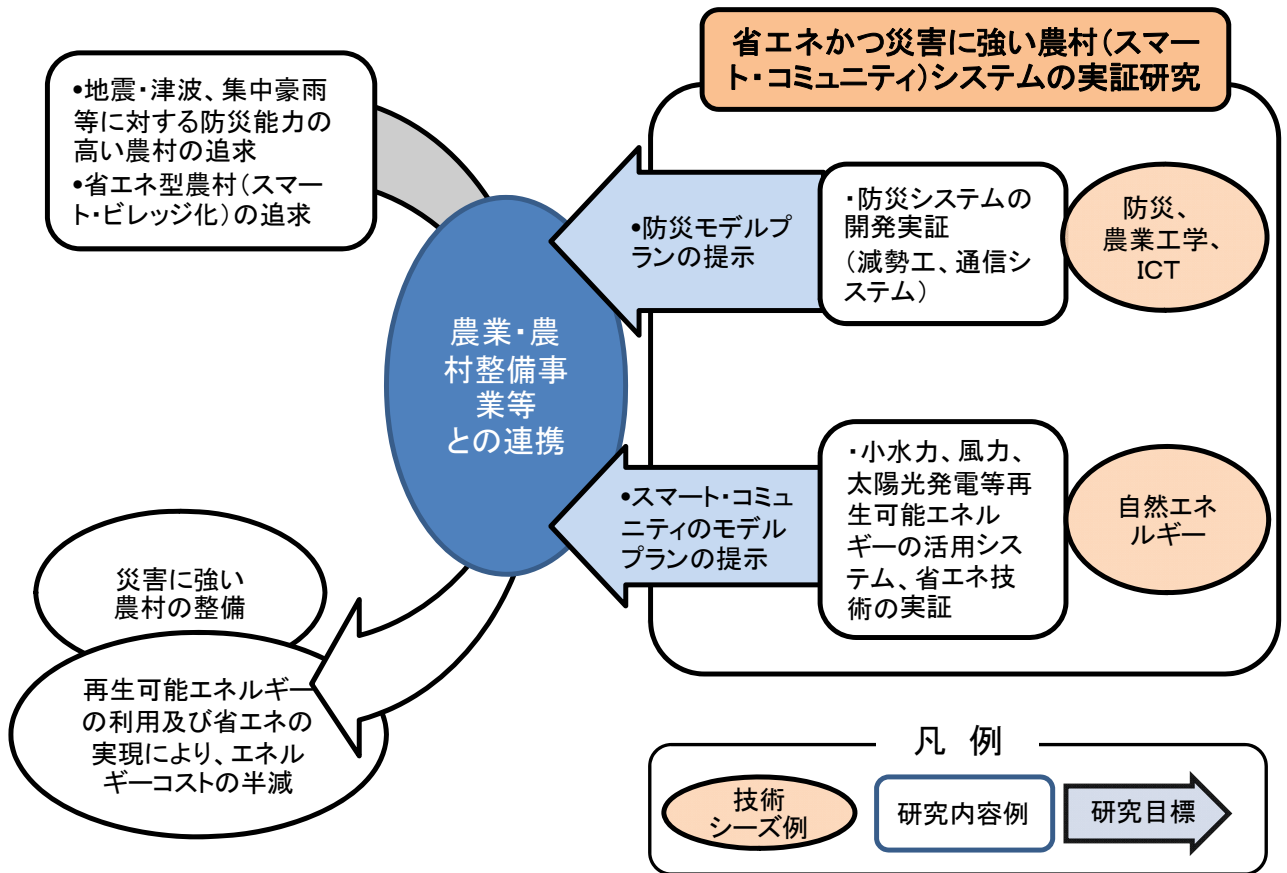 省エネかつ災害に強い農村(スマー
ト・コミュニティ)システムの実証研究
•地震・津波、集中豪雨
等に対する防災能力の
高い農村の追求
•省エネ型農村(スマー
ト・ビレッジ化)の追求
農業・農
村整備事
業等
との連携
•防災モデルプ
ランの提示
・防災システムの
開発実証
(減勢工、通信シ
ステム)
防災、
農業工学、
ICT
•スマート・コミュ
ニティのモデル
プランの提示
・小水力、風力、
太陽光発電等再
生可能エネル
ギーの活用シス
テム、省エネ技
術の実証
自然エネ
ルギー
災害に強い
農村の整備
再生可能エネルギー
の利用及び省エネの
実現により、エネル
ギーコストの半減
凡 例
技術
シーズ例
研究内容例
研究目標